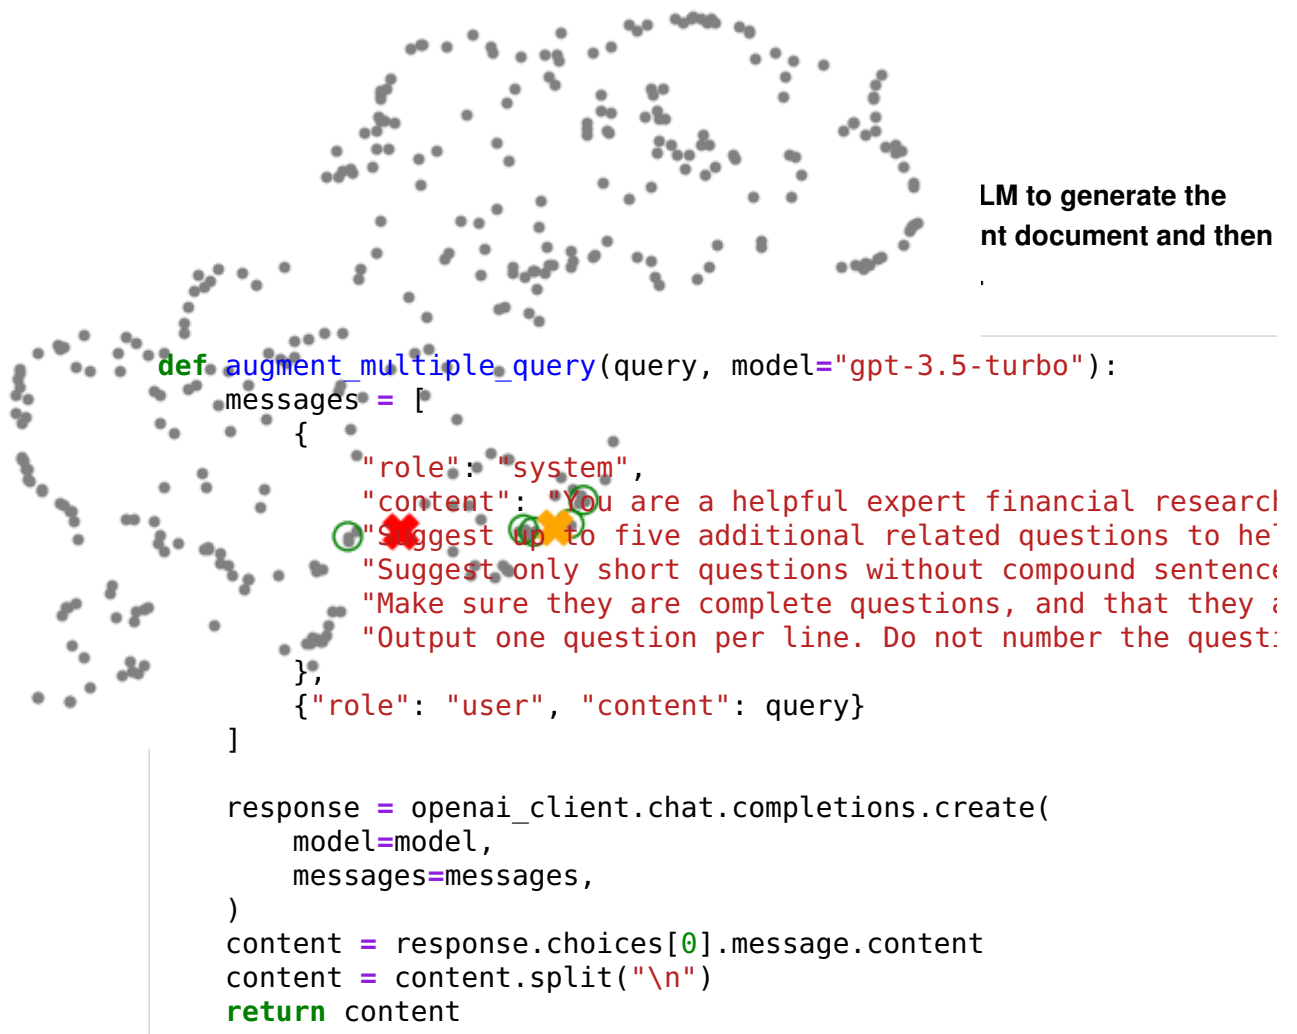 LM to generate the
nt document and then
.
def augment_multiple_query(query, model="gpt-3.5-turbo"):
    messages = [
        {
            "role": "system",
            "content": "You are a helpful expert financial research
            "Suggest up to five additional related questions to hel
            "Suggest only short questions without compound sentence
            "Make sure they are complete questions, and that they a
            "Output one question per line. Do not number the questi
        },
        {"role": "user", "content": query}
    ]
    response = openai_client.chat.completions.create(
        model=model,
        messages=messages,
    )
    content = response.choices[0].message.content
    content = content.split("\n")
    return content